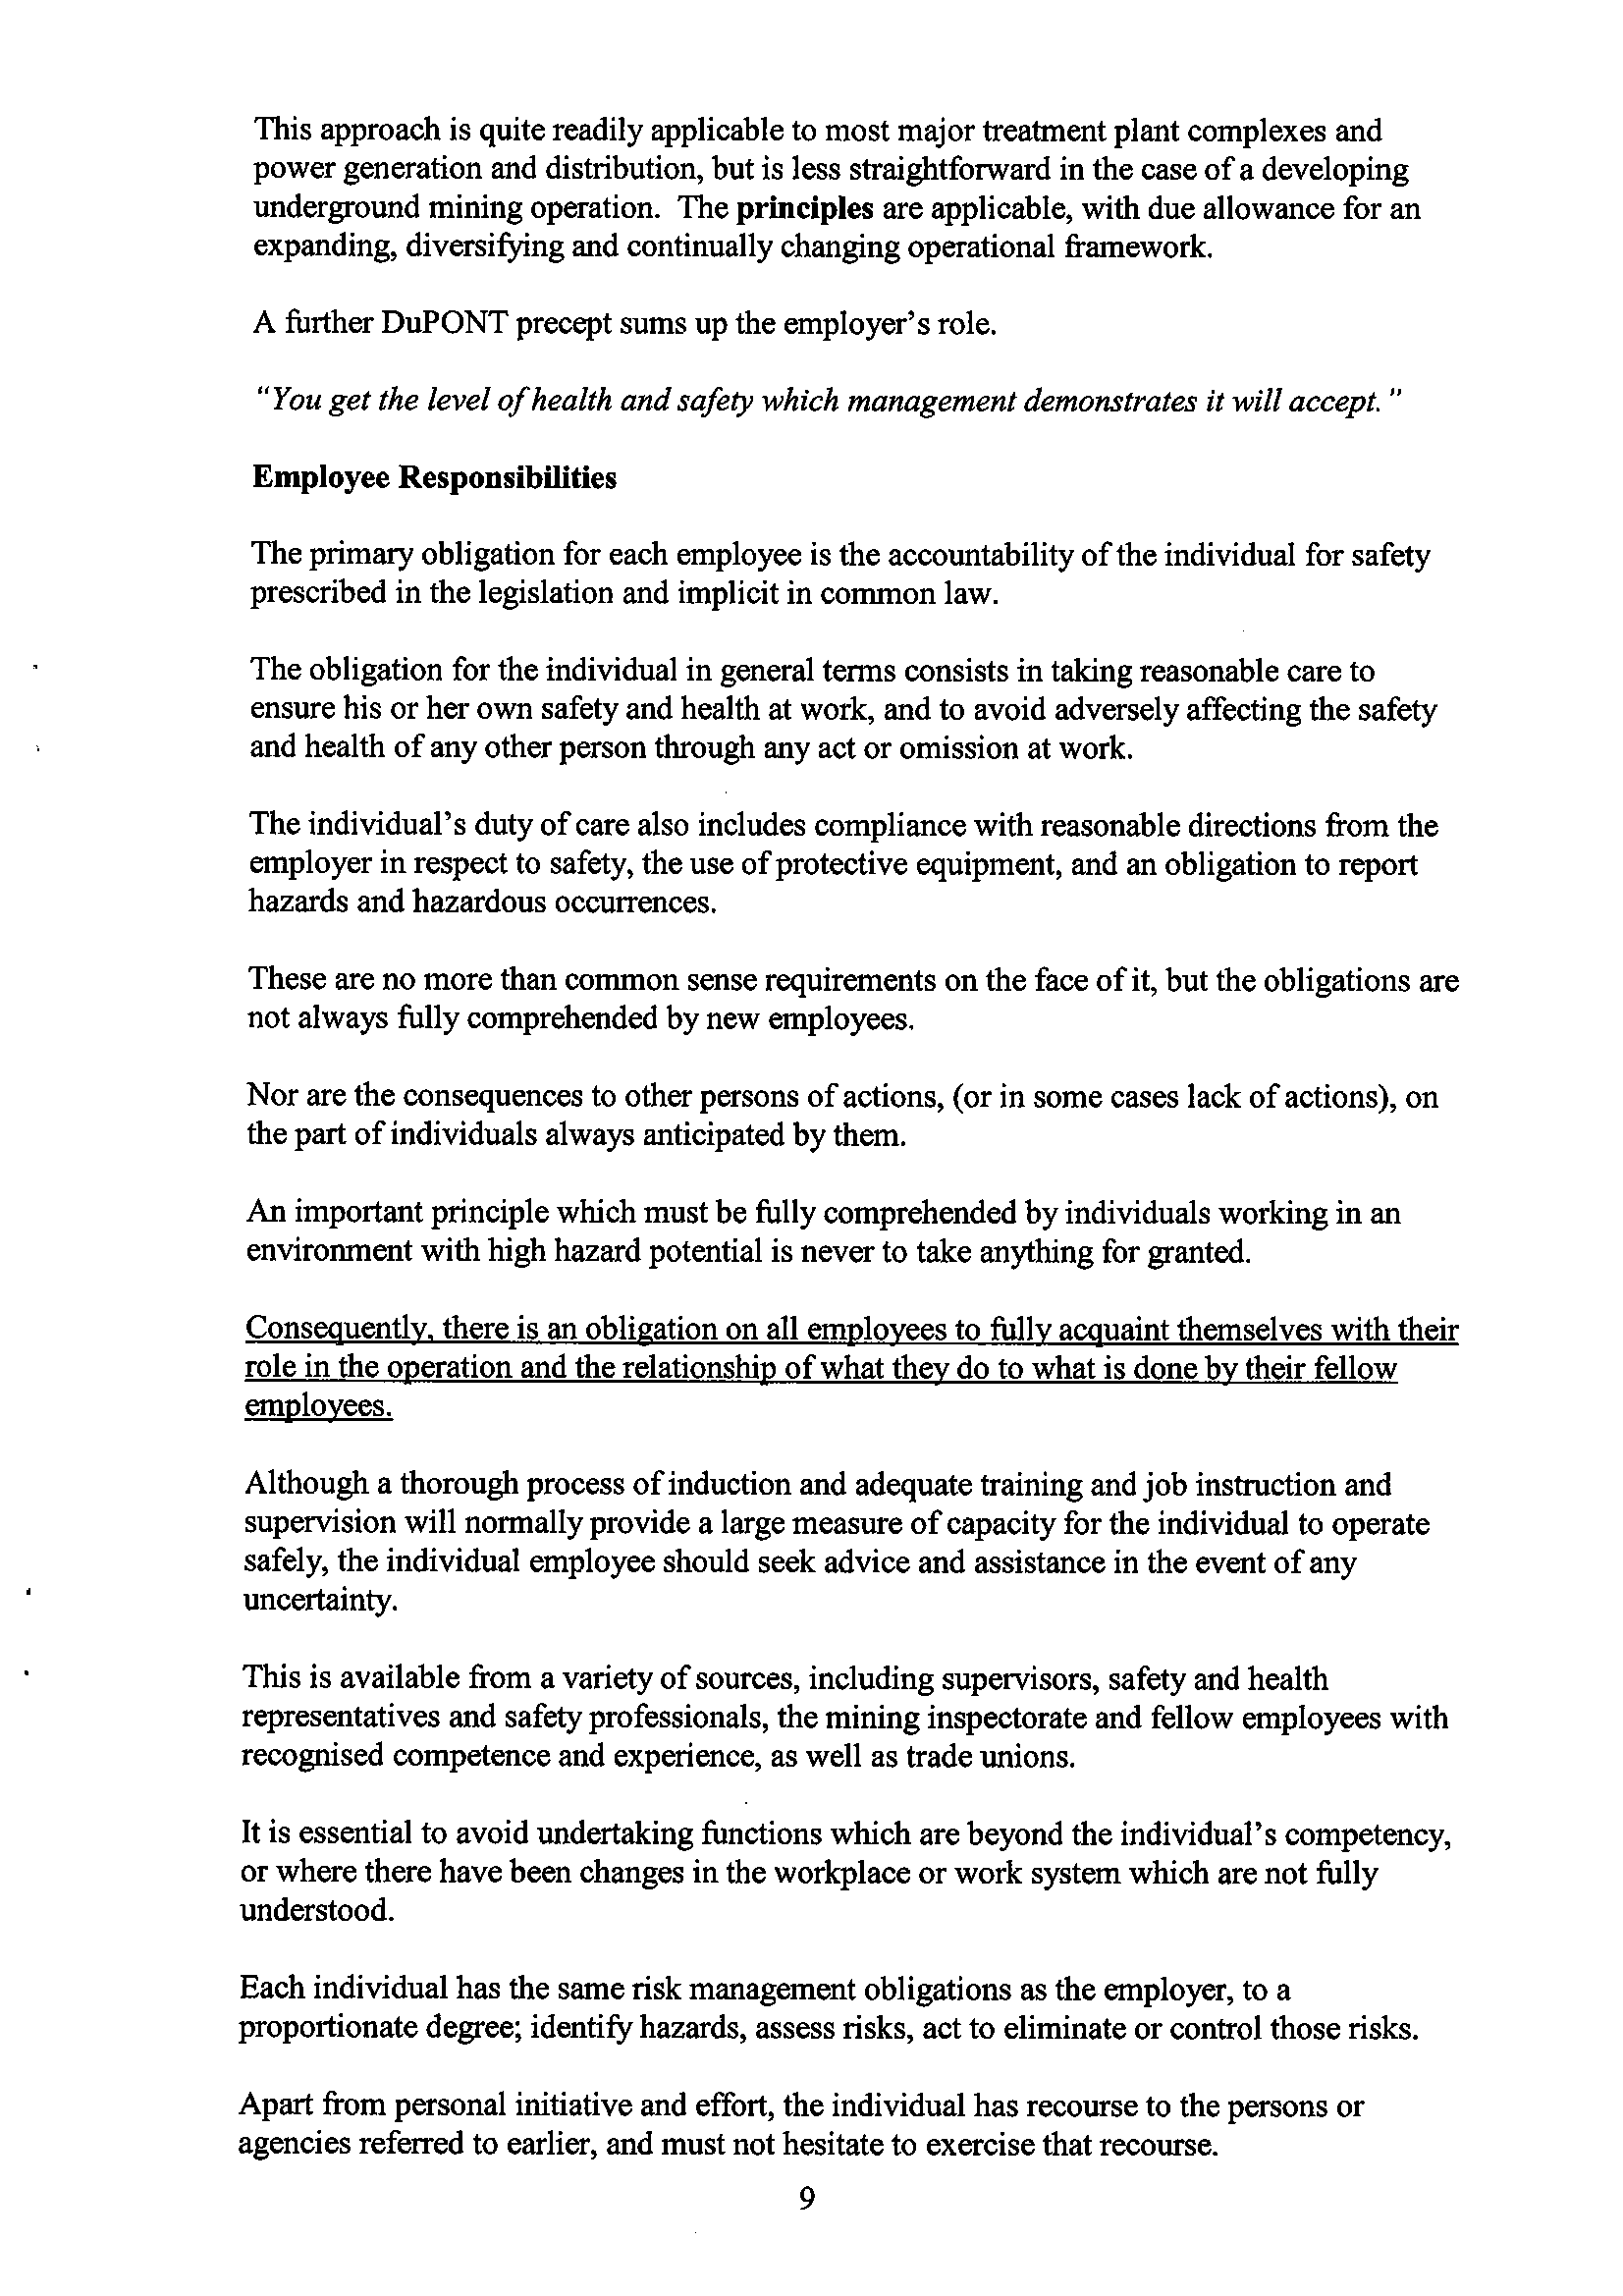 This approach is quite readily applicable to most major treatment plant complexes and
power generation and distribution, but is less straightforward in the case of a developing
underground mining operation. The principles are applicable, with due allowance for an
expanding, diversifying and continually changing operational framework.
A further DuPONT precept sums up the employer's role.
"You get the level of health and safety which management demonstrates it will accept."
Employee Responsibilities
The primary obligation for each employee is the accountability of the individual for safety
prescribed in the legislation and implicit in common law.
The obligation for the individual in general terms consists in taking reasonable care to
ensure his or her own safety and health at work, and to avoid adversely affecting the safety
and health of any other person through any act or omission at work.
The individual's duty of care also includes compliance with reasonable directions from the
employer in respect to safety, the use of protective equipment, and an obligation to report
hazards and hazardous occurrences.
These are no more than common sense requirements on the face of it, but the obligations are
not always fully comprehended by new employees.
Nor are the consequences to other persons of actions, (or in some cases lack of actions), on
the part of individuals always anticipated by them.
An important principle which must be fully comprehended by individuals working in an
environment with high hazard potential is never to take anything for granted.
Consequently, there is an obligation on all employees to fully acquaint themselves with their
role in the operation and the relationship of what they do to what is done by their fellow
employees.
Although a thorough process of induction and adequate training and job instruction and
supervision will normally provide a large measure of capacity for the individual to operate
safely, the individual employee should seek advice and assistance in the event of any
uncertainty.
This is available from a variety of sources, including supervisors, safety and health
representatives and safety professionals, the mining inspectorate and fellow employees with
recognised competence and experience, as well as trade unions.
It is essential to avoid undertaking functions which are beyond the individual's competency,
or where there have been changes in the workplace or work system which are not fully
understood.
Each individual has the same risk management obligations as the employer, to a
proportionate degree; identify hazards, assess risks, act to eliminate or control those risks.
Apart from personal initiative and effort, the individual has recourse to the persons or
agencies referred to earlier, and must not hesitate to exercise that recourse.
9